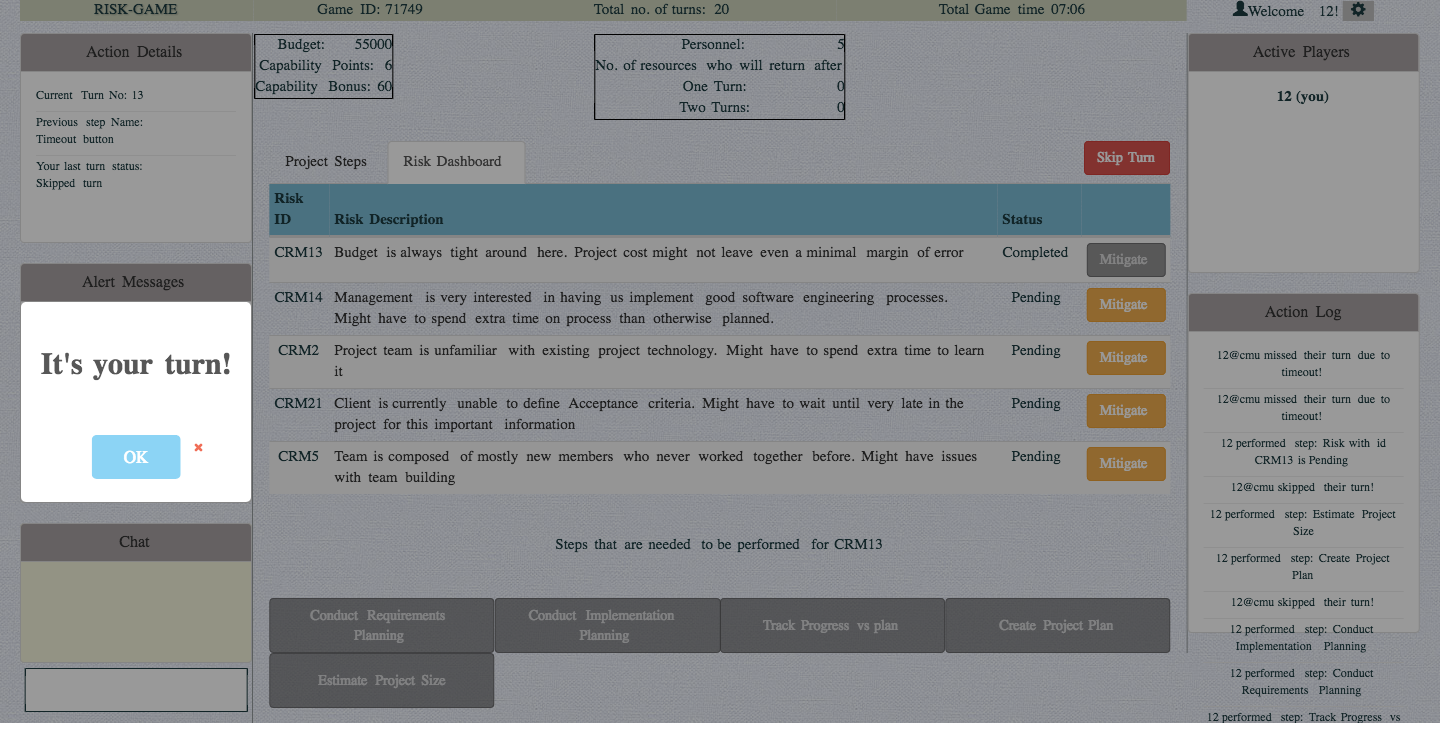 RISK-GAME
Game ID: 71749
Total no. of turns: 20
Total Game time 07:06
Welcome 12!
Action Details
Current Turn No: 13
Previous step Name:
Timeout button
Your last turn status:
Skipped turn
Alert Messages
It's your turn!
OK
Chat
Budget: 55000
Capability Points: 6
Capability Bonus: 60
Personnel: 5
No. of resources who will return after
One Turn: 0
Two Turns: 0
Project Steps
Risk Dashboard
Skip Turn
Risk
ID
Risk Description
Status
CRM13 Budget is always tight around here. Project cost might not leave even a minimal margin of error Completed Mitigate
CRM14 Management is very interested in having us implement good software engineering processes. Pending Mitigate
Might have to spend extra time on process than otherwise planned.
CRM2 Project team is unfamiliar with existing project technology. Might have to spend extra time to learn Pending Mitigate
it
CRM21 Client is currently unable to define Acceptance criteria. Might have to wait until very late in the Pending Mitigate
project for this important information
CRM5 Team is composed of mostly new members who never worked together before. Might have issues Pending Mitigate
with team building
Steps that are needed to be performed for CRM13
Conduct Requirements
Planning
Conduct Implementation
Planning
Track Progress vs plan
Create Project Plan
Estimate Project Size
Active Players
12 (you)
Action Log
12@cmu missed their turn due to
timeout!
12@cmu missed their turn due to
timeout!
12 performed step: Risk with id
CRM13 is Pending
12@cmu skipped their turn!
12 performed step: Estimate Project
Size
12 performed step: Create Project
Plan
12@cmu skipped their turn!
12 performed step: Conduct
Implementation Planning
12 performed step: Conduct
Requirements Planning
12 performed step: Track Progress vs